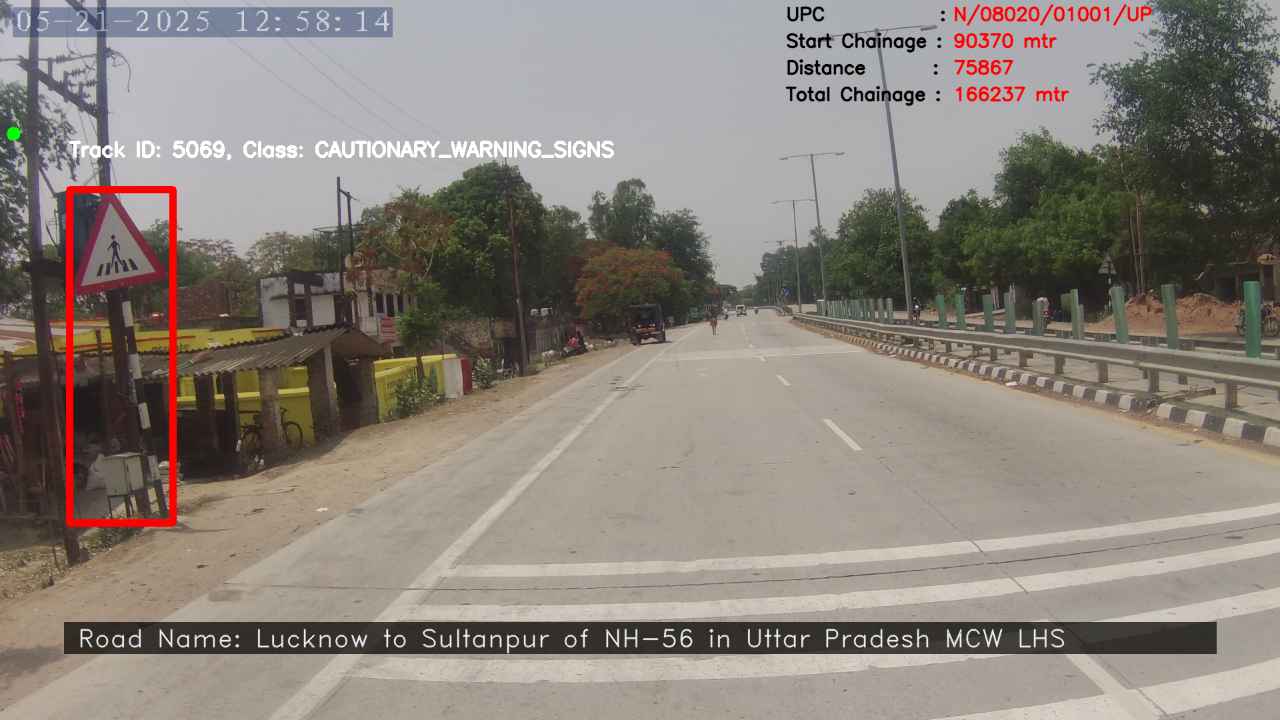 05-21-2025 12:58:14
UPC : N/08020/01001/UP
Start Chainage : 90370 mtr
Distance : 75867
Total Chainage : 166237 mtr
Track ID: 5069, Class: CAUTIONARY_WARNING_SIGNS
Road Name: Lucknow to Sultanpur of NH-56 in Uttar Pradesh MCW LHS